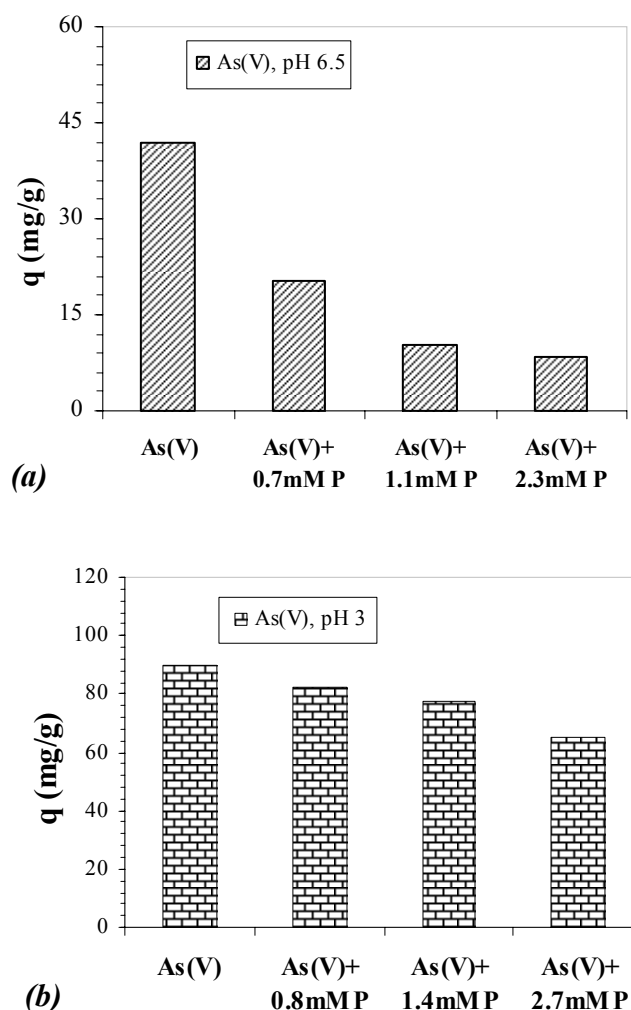 60
45
30
15
0
q (mg/g)
As(V), pH 6.5
As(V)
As(V)+
0.7mM P
As(V)+
1.1mM P
As(V)+
2.3mM P
(a)
120
100
80
60
40
20
0
q (mg/g)
As(V), pH 3
As(V)
As(V)+
0.8mM P
As(V)+
1.4mM P
As(V)+
2.7mM P
(b)